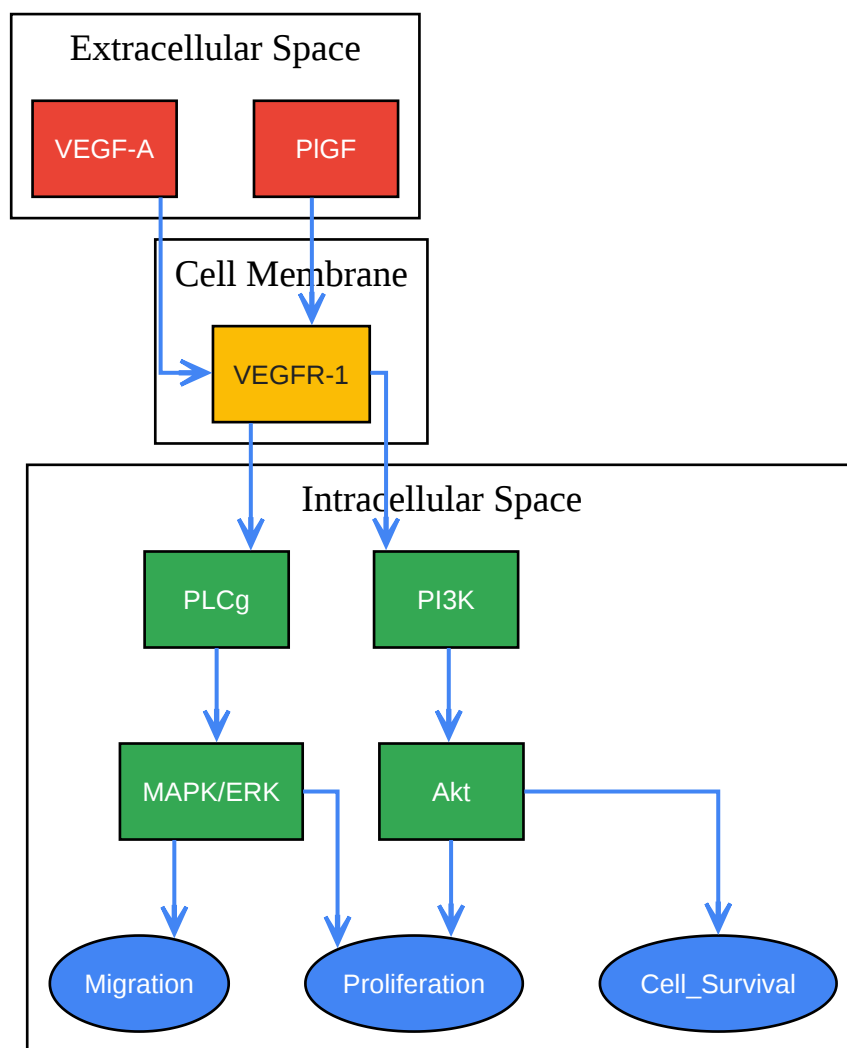 Extracellular Space
VEGF-A
PlGF
Cell Membrane
VEGFR-1
Intracellular Space
PLCg
PI3K
MAPK/ERK
Akt
Migration
Proliferation
Cell_Survival